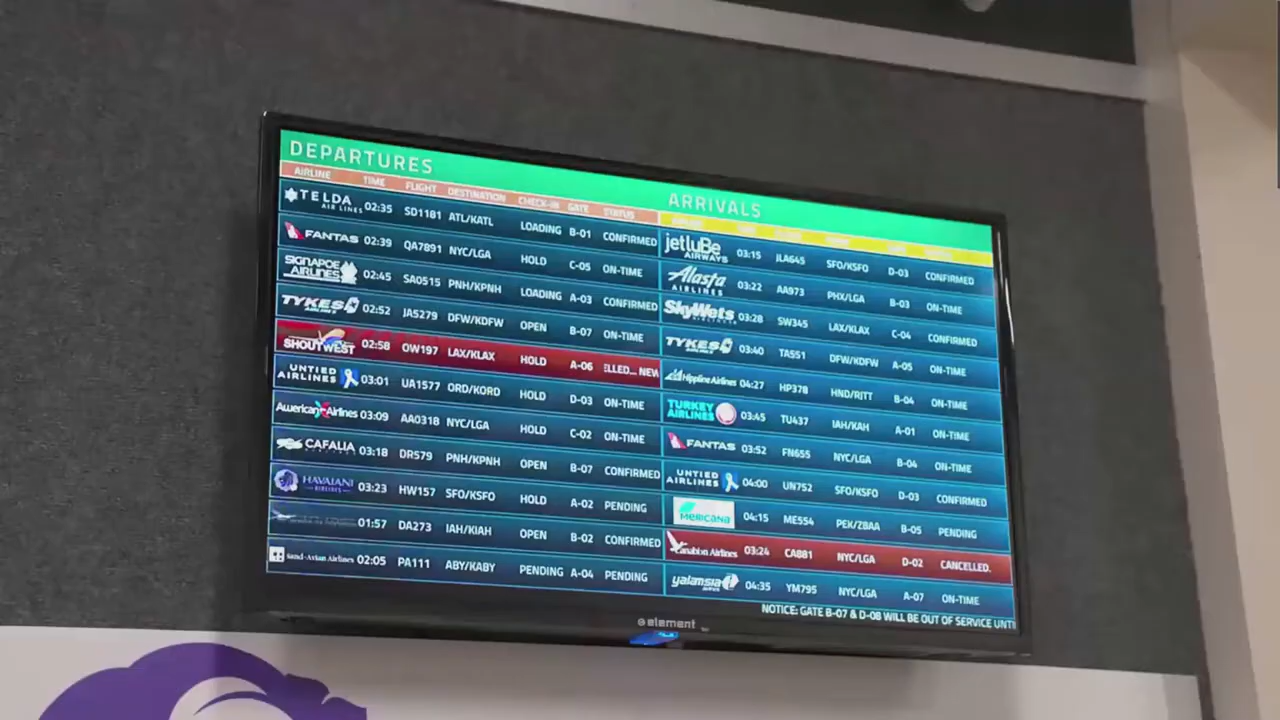 DEPARTURES
AIRLINE TIME FLIGHT DESTINATION CHECK-IN GATE STATUS
TELDA AIR LINES 02:35 SD1181 ATL/KATL LOADING B-01 CONFIRMED
FANTAS 02:39 QA7891 NYC/LGA HOLD C-05 ON-TIME
SIGNAPOE AIRLINES 02:45 SA0515 PNH/KPNH LOADING A-03 CONFIRMED
TYKES AIRLINES 02:52 JA5279 DFW/KDFW OPEN B-07 ON-TIME
SHOUTWEST 02:58 OW197 LAX/KLAX HOLD A-06 ELLED... NEW
UNTIED AIRLINES 03:01 UA1577 ORD/KORD HOLD D-03 ON-TIME
Awerican Airlines 03:09 AA0318 NYC/LGA HOLD C-02 ON-TIME
CAFALIA 03:18 DR579 PNH/KPNH OPEN B-07 CONFIRMED
HAVAIANI AIRLINES 03:23 HW157 SFO/KSFO HOLD A-02 PENDING
01:57 DA273 IAH/KIAH OPEN B-02 CONFIRMED
Sand-Avian Airlines 02:05 PA111 ABY/KABY PENDING A-04 PENDING
ARRIVALS
jetluBe AIRWAYS 03:15 JLA645 SFO/KSFO D-03 CONFIRMED
Alasta AIRLINES 03:22 AA973 PHX/LGA B-03 ON-TIME
SkyWets AIRLINES 03:28 SW345 LAX/KLAX C-04 CONFIRMED
TYKES AIRLINES 03:40 TA551 DFW/KDFW A-05 ON-TIME
Hippline Airlines 04:27 HP378 HND/RITT B-04 ON-TIME
TURKEY AIRLINES 03:45 TU437 IAH/KAH A-01 ON-TIME
FANTAS 03:52 FN655 NYC/LGA B-04 ON-TIME
UNTIED AIRLINES 04:00 UN752 SFO/KSFO D-03 CONFIRMED
MERICANA 04:15 ME554 PEK/ZBAA B-05 PENDING
Canabion Airlines 03:24 CA881 NYC/LGA D-02 CANCELLED.
yalamsia 04:35 YM795 NYC/LGA A-07 ON-TIME
NOTICE: GATE B-07 & D-08 WILL BE OUT OF SERVICE UNTI
element